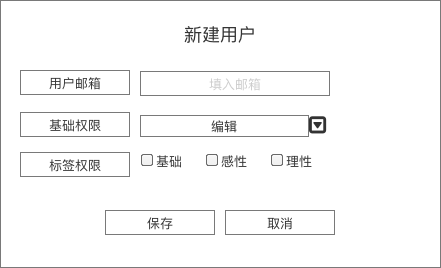 新建用户
用户邮箱 填入邮箱
基础权限 编辑
标签权限 基础 感性 理性
保存 取消